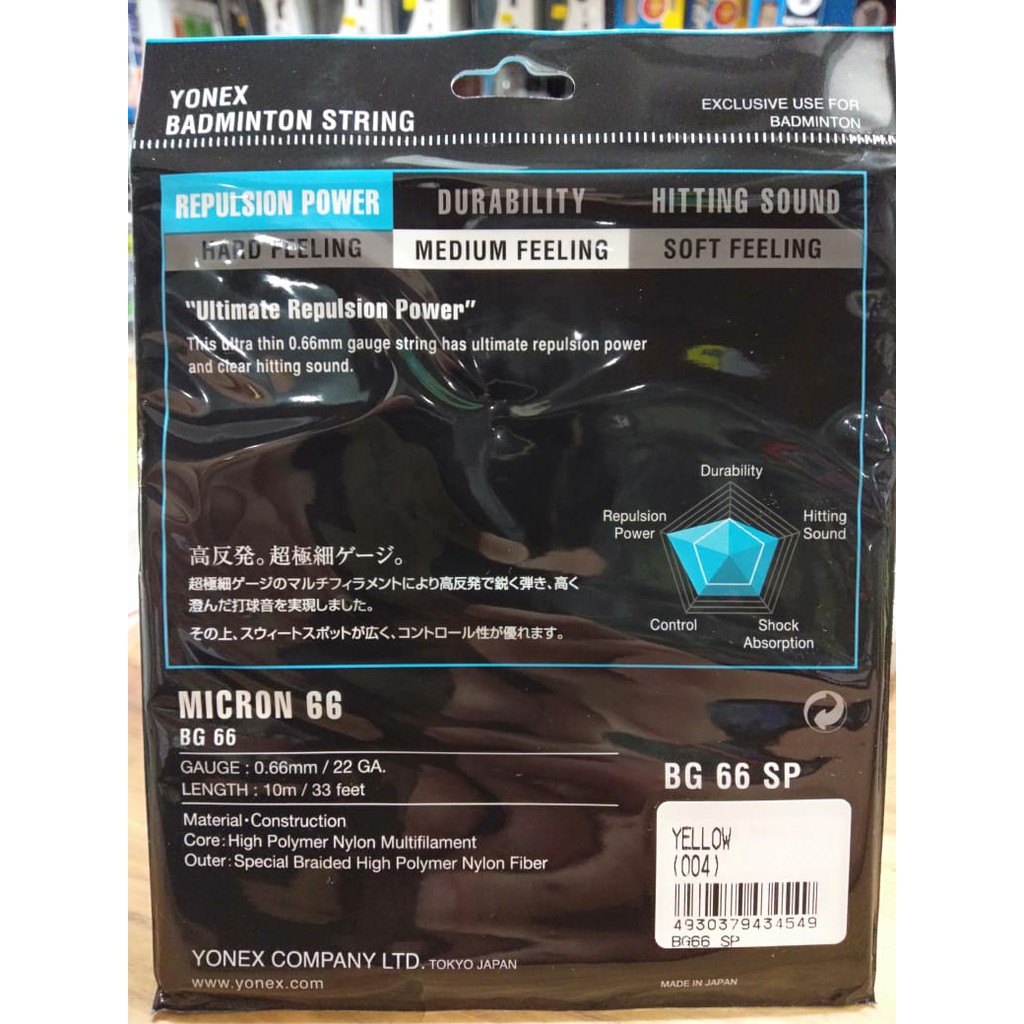 YONEX
BADMINTON STRING
EXCLUSIVE USE FOR
BADMINTON
REPULSION POWER DURABILITY HITTING SOUND
HARD FEELING MEDIUM FEELING SOFT FEELING
"Ultimate Repulsion Power"
This ultra thin 0.66mm gauge string has ultimate repulsion power
and clear hitting sound.
Durability
Repulsion
Power
Hitting
Sound
Control
Shock
Absorption
高反発。超極細ゲージ。
超極細ゲージのマルチフィラメントにより高反発で鋭く弾き、高く
澄んだ打球音を実現しました。
その上、スウィートスポットが広く、コントロール性が優れます。
MICRON 66
BG 66
GAUGE : 0.66mm / 22 GA.
LENGTH : 10m / 33 feet
Material・Construction
Core:High Polymer Nylon Multifilament
Outer:Special Braided High Polymer Nylon Fiber
BG 66 SP
YELLOW
(004)
4930379434549
BG66 SP
YONEX COMPANY LTD. TOKYO JAPAN
www.yonex.com
MADE IN JAPAN